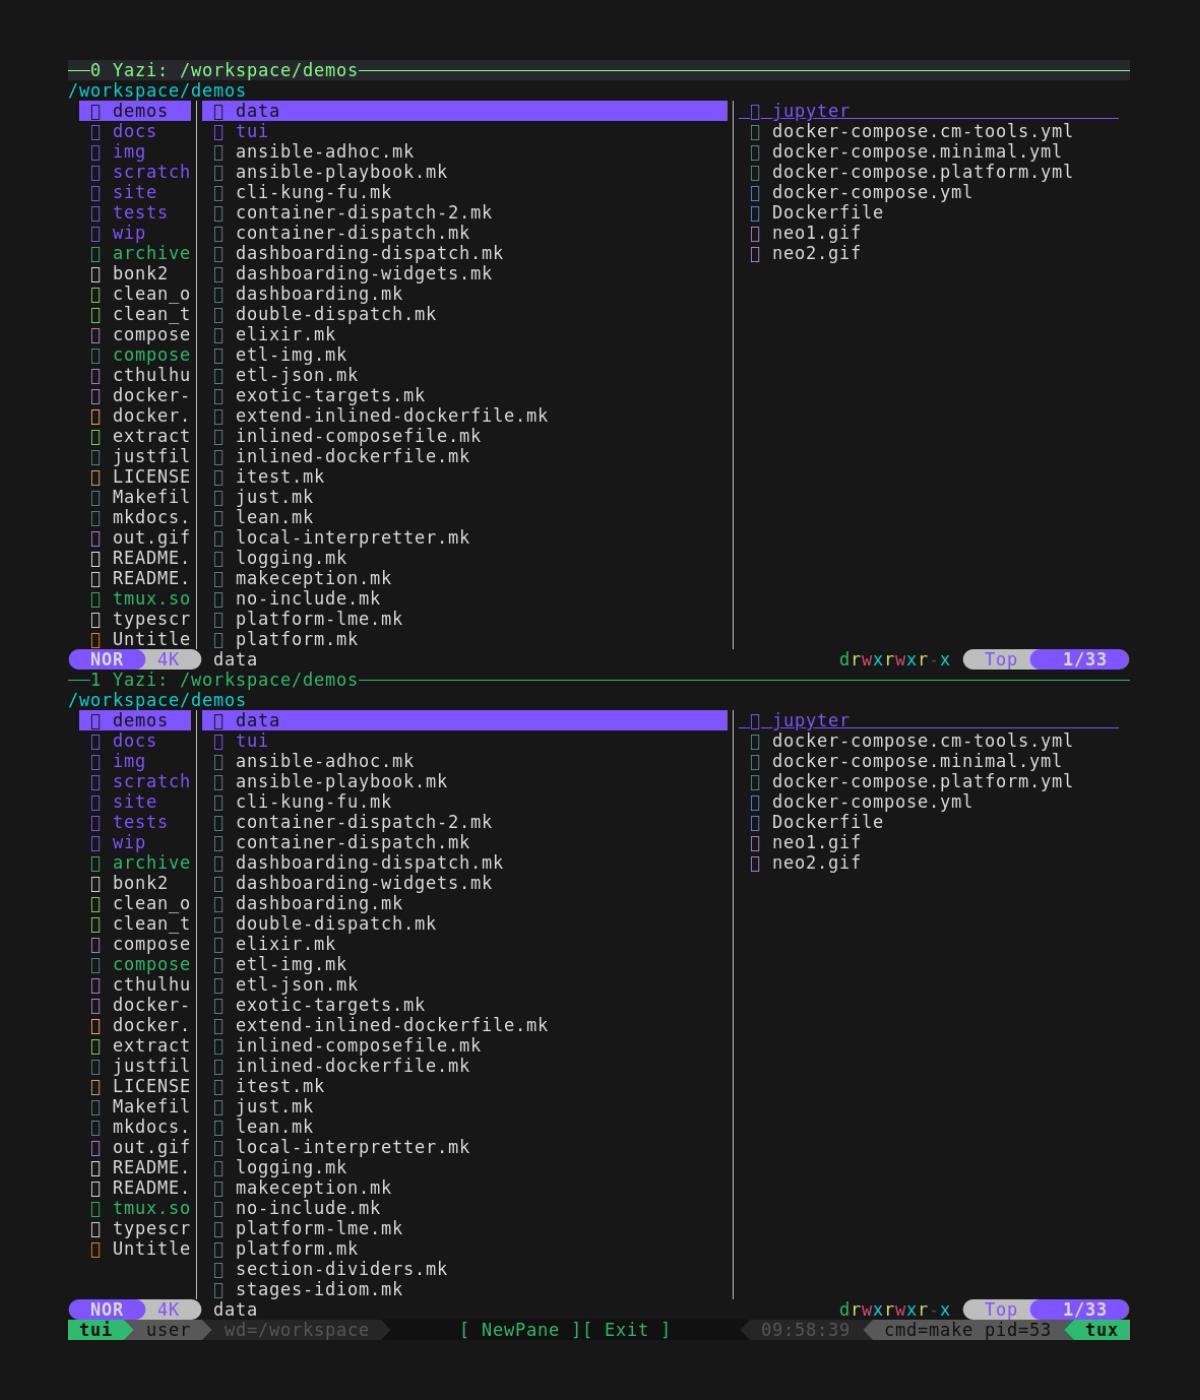 0 Yazi: /workspace/demos
/workspace/demos
demos data jupyter
docs tui docker-compose.cm-tools.yml
img ansible-adhoc.mk docker-compose.minimal.yml
scratch ansible-playbook.mk docker-compose.platform.yml
site cli-kung-fu.mk docker-compose.yml
tests container-dispatch-2.mk Dockerfile
wip container-dispatch.mk neo1.gif
archive dashboarding-dispatch.mk neo2.gif
bonk2 dashboarding-widgets.mk
clean_o dashboarding.mk
clean_t double-dispatch.mk
compose elixir.mk
compose etl-img.mk
cthulhu etl-json.mk
docker- exotic-targets.mk
docker. extend-inlined-dockerfile.mk
extract inlined-composefile.mk
justfil inlined-dockerfile.mk
LICENSE itest.mk
Makefil just.mk
mkdocs. lean.mk
out.gif local-interpretter.mk
README. logging.mk
README. makeception.mk
tmux.so no-include.mk
typescr platform-lme.mk
Untitle platform.mk
NOR 4K data drwxrwxr-x Top 1/33
1 Yazi: /workspace/demos
/workspace/demos
demos data jupyter
docs tui docker-compose.cm-tools.yml
img ansible-adhoc.mk docker-compose.minimal.yml
scratch ansible-playbook.mk docker-compose.platform.yml
site cli-kung-fu.mk docker-compose.yml
tests container-dispatch-2.mk Dockerfile
wip container-dispatch.mk neo1.gif
archive dashboarding-dispatch.mk neo2.gif
bonk2 dashboarding-widgets.mk
clean_o dashboarding.mk
clean_t double-dispatch.mk
compose elixir.mk
compose etl-img.mk
cthulhu etl-json.mk
docker- exotic-targets.mk
docker. extend-inlined-dockerfile.mk
extract inlined-composefile.mk
justfil inlined-dockerfile.mk
LICENSE itest.mk
Makefil just.mk
mkdocs. lean.mk
out.gif local-interpretter.mk
README. logging.mk
README. makeception.mk
tmux.so no-include.mk
typescr platform-lme.mk
Untitle platform.mk
section-dividers.mk
stages-idiom.mk
NOR 4K data drwxrwxr-x Top 1/33
tui user wd=/workspace [ NewPane ][ Exit ] 09:58:39 cmd=make pid=53 tux